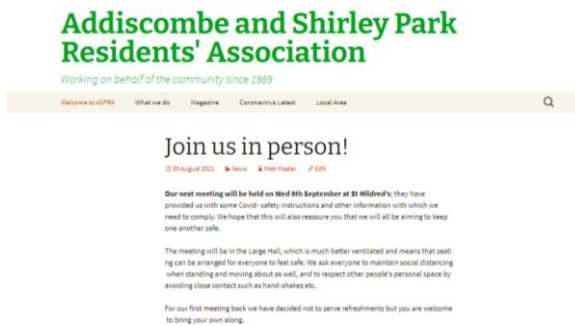 Addiscombe and Shirley Park
Residents' Association
Working on behalf of the community since 1989
Welcome to ASPRA What we do Magazine Coronavirus Latest Local Area
Join us in person!
30 August 2021 News Web Master Edit
Our next meeting will be held on Wed 8th September at St Mildred's; they have
provided us with some Covid- safety instructions and other information with which we
need to comply. We hope that this will also reassure you that we will all be aiming to keep
one another safe.
The meeting will be in the Large Hall, which is much better ventilated and means that seati
ng can be arranged for everyone to feel safe. We ask everyone to maintain social distancing
when standing and moving about as well, and to respect other people's personal space by
avoiding close contact such as hand-shakes etc.
For our first meeting back we have decided not to serve refreshments but you are welcome
to bring your own along.